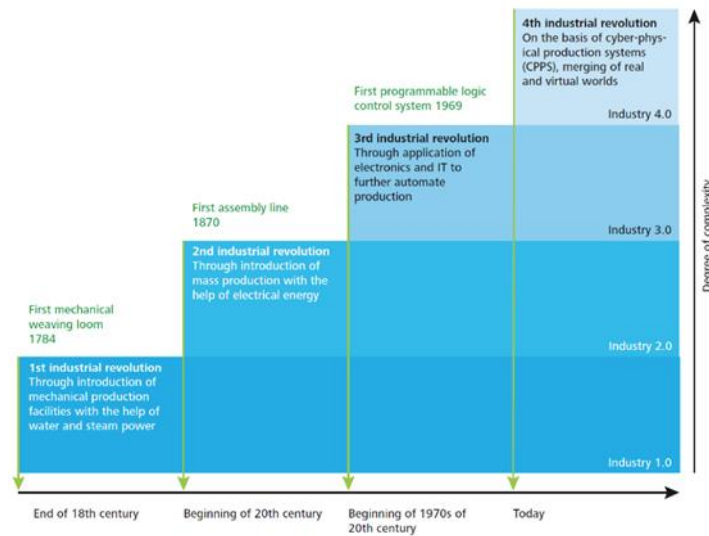 4th industrial revolution
On the basis of cyber-phys-
ical production systems
(CPPS), merging of real
and virtual worlds
Industry 4.0
First programmable logic
control system 1969
3rd industrial revolution
Through application of
electronics and IT to
further automate
production
Industry 3.0
First assembly line
1870
2nd industrial revolution
Through introduction of
mass production with the
help of electrical energy
Industry 2.0
First mechanical
weaving loom
1784
1st industrial revolution
Through introduction of
mechanical production
facilities with the help of
water and steam power
Industry 1.0
Degree of complexity
End of 18th century
Beginning of 20th century
Beginning of 1970s of
20th century
Today